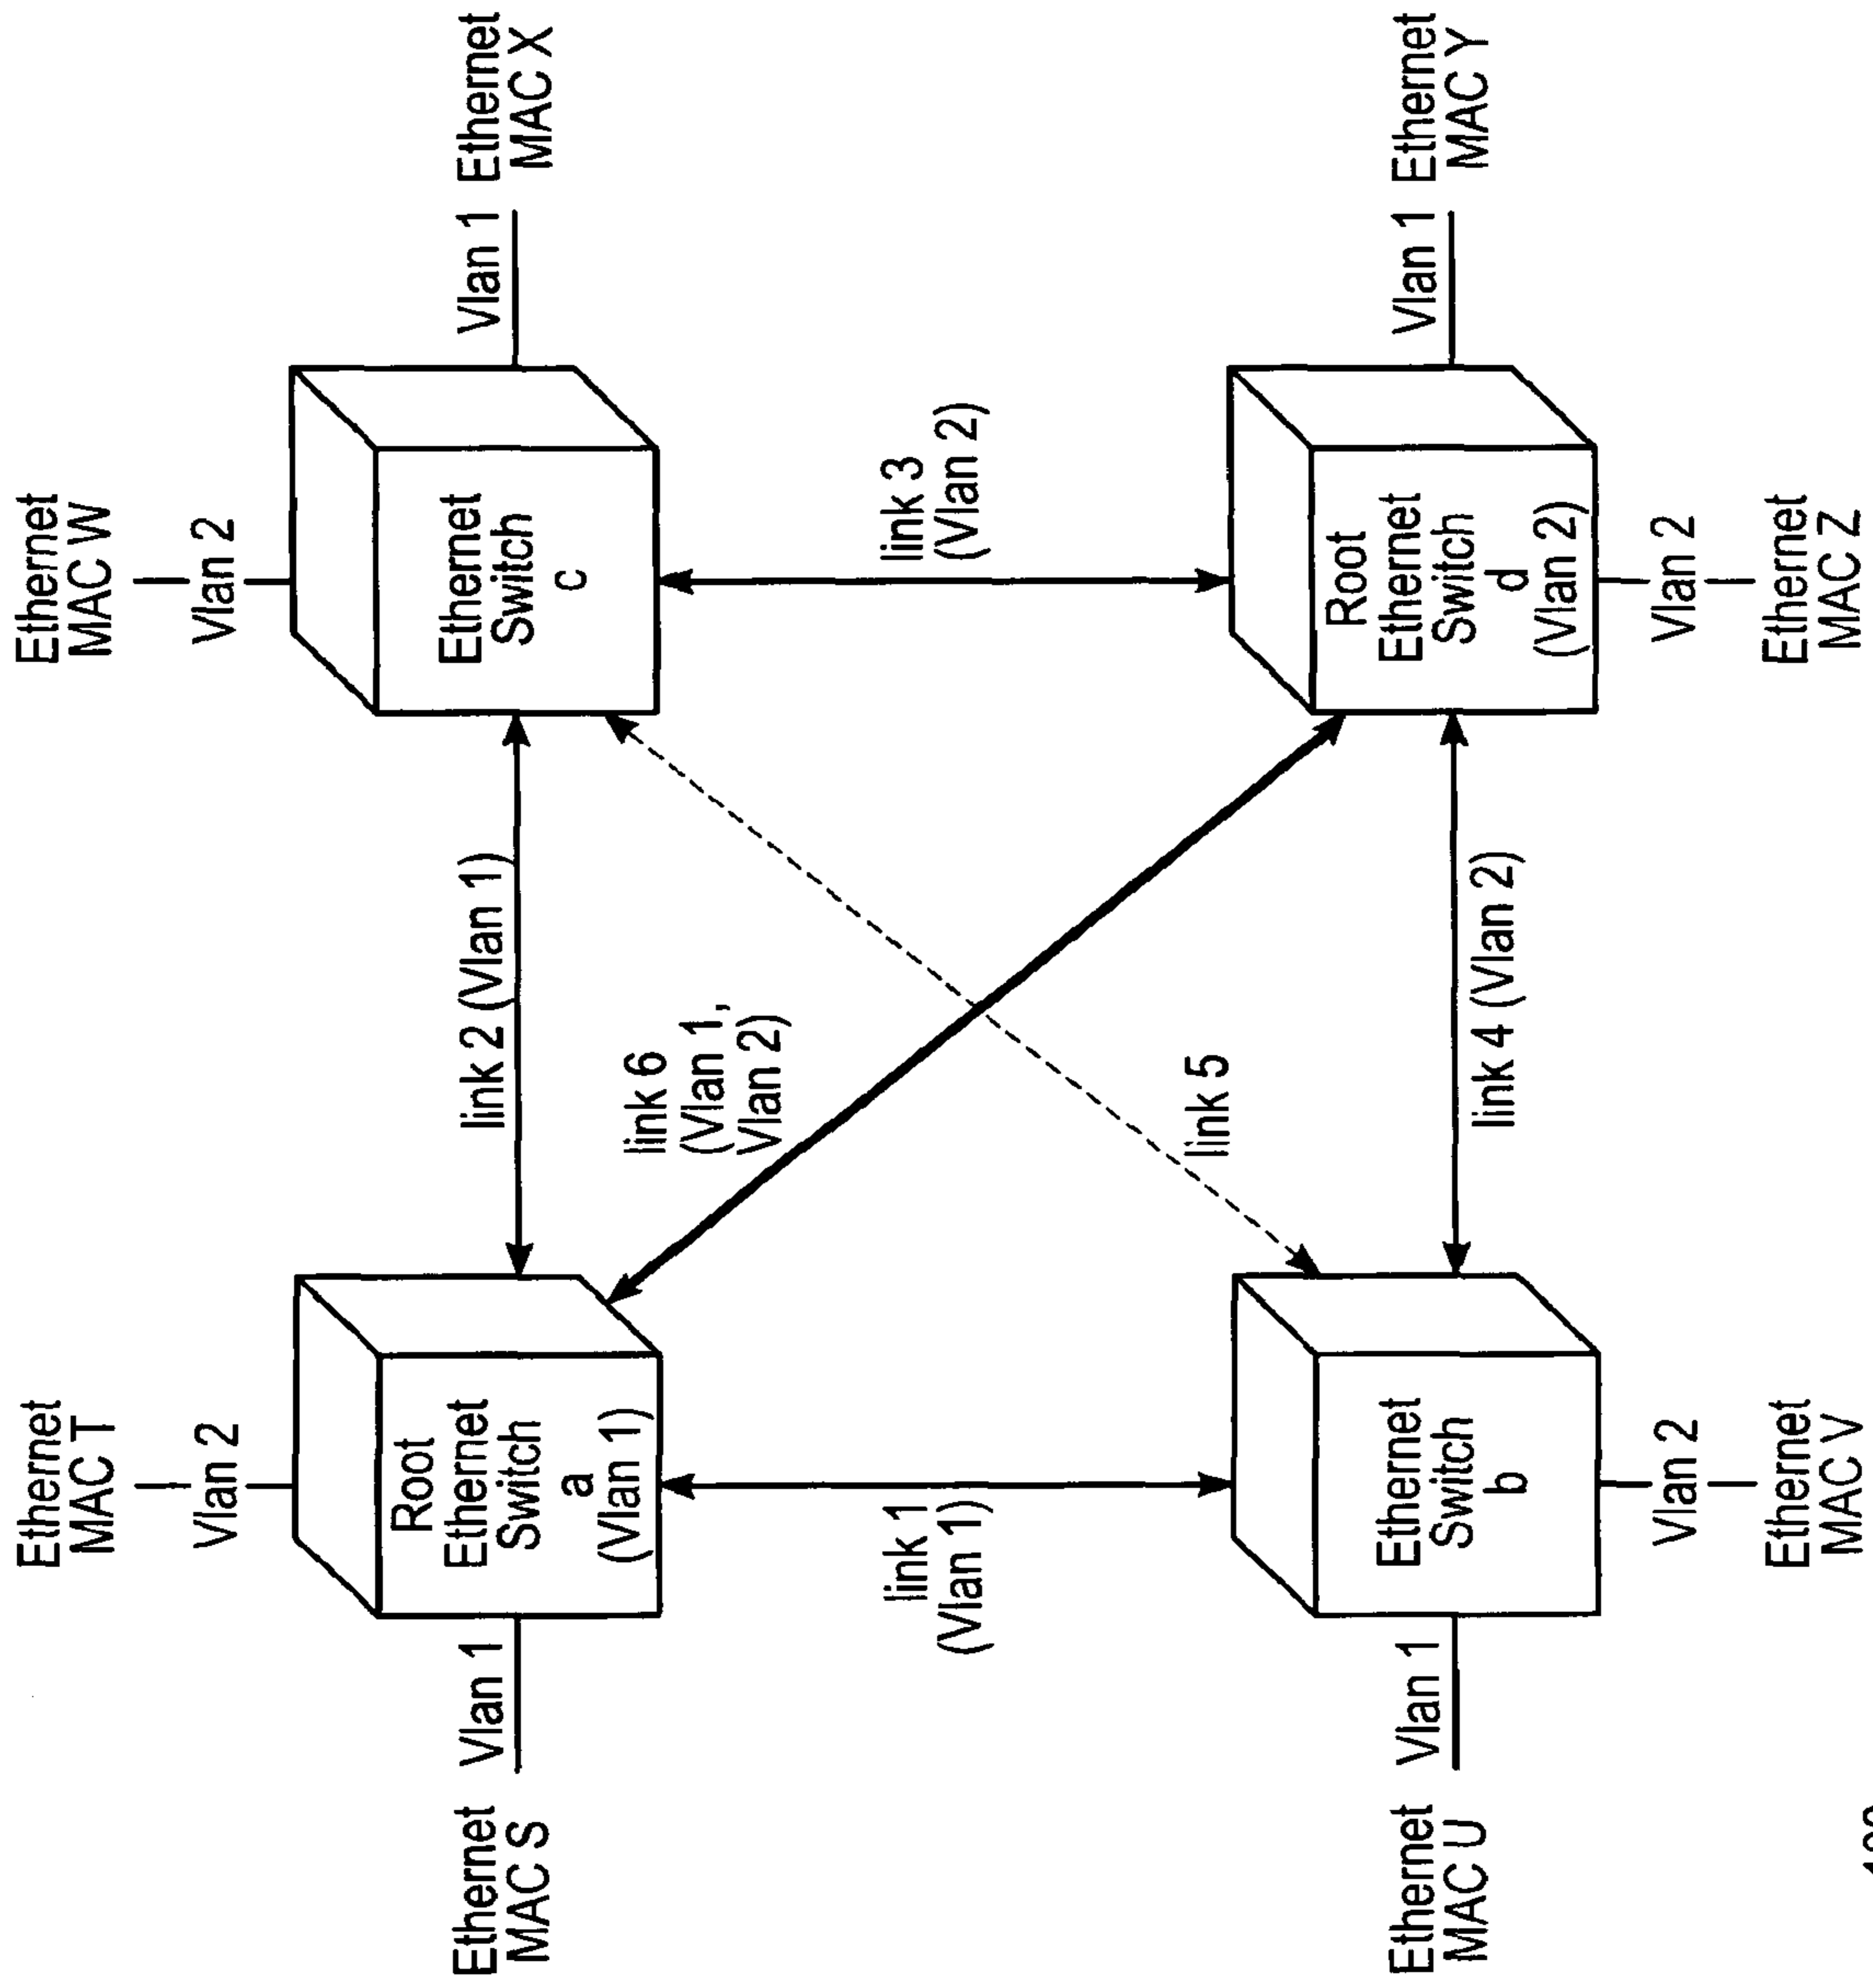 Ethernet
MAC T
Vlan 2
Ethernet
MAC W
Vlan 2
Ethernet
MAC S
Vlan 1
Root
Ethernet
Switch
a
(Vlan 1)
link 2 (Vlan 1)
Ethernet
Switch
c
Vlan 1
Ethernet
MAC X
link 6
(Vlan 1,
Vlan 2)
link 1
(Vlan 1)
link 3
(Vlan 2)
link 5
Ethernet
MAC U
Vlan 1
Ethernet
Switch
b
link 4 (Vlan 2)
Root
Ethernet
Switch
d
(Vlan 2)
Vlan 1
Ethernet
MAC Y
Vlan 2
Ethernet
MAC V
Vlan 2
Ethernet
MAC Z